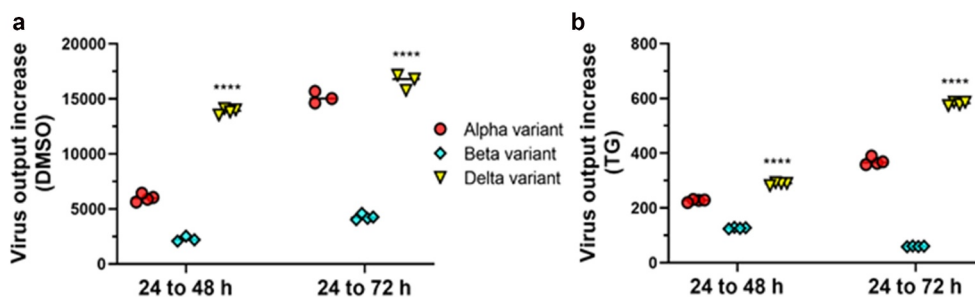 a
Virus output increase
(DMSO)
20000
15000
10000
5000
0
****
****
24 to 48 h
24 to 72 h
Alpha variant
Beta variant
Delta variant
b
Virus output increase
(TG)
800
600
400
200
0
****
****
24 to 48 h
24 to 72 h